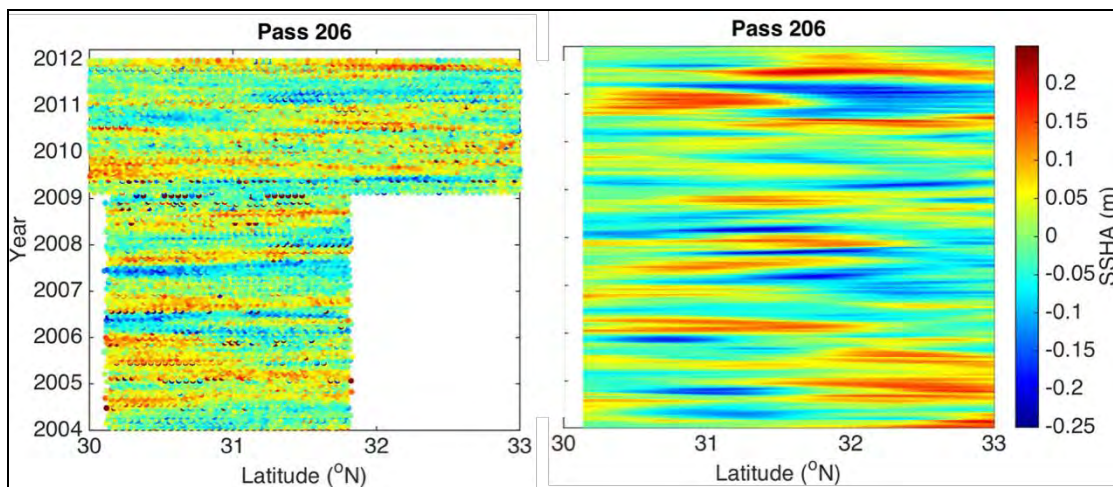 Pass 206
2012
2011
2010
2009
2008
2007
2006
2005
2004
Year
30 31 32 33
Latitude (°N)
Pass 206
30 31 32 33
Latitude (°N)
0.2
0.15
0.1
0.05
0
-0.05
-0.1
-0.15
-0.2
-0.25
SSHA (m)